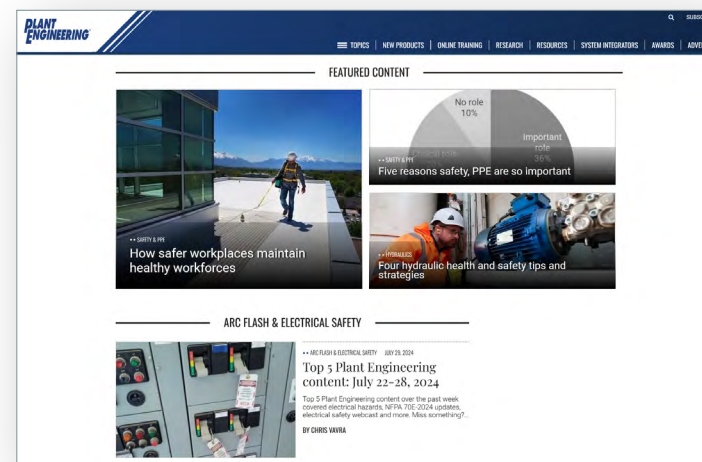 PLANT
ENGINEERING
TOPICS | NEW PRODUCTS | ONLINE TRAINING | RESEARCH | RESOURCES | SYSTEM INTEGRATORS | AWARDS |
FEATURED CONTENT
No role
10%
Important
role
36%
•• SAFETY & PPE
Five reasons safety, PPE are so important
•• SAFETY & PPE
How safer workplaces maintain
healthy workforces
•• HYDRAULICS
Four hydraulic health and safety tips and
strategies
ARC FLASH & ELECTRICAL SAFETY
•• ARC FLASH & ELECTRICAL SAFETY JULY 29, 2024
Top 5 Plant Engineering
content: July 22-28, 2024
Top 5 Plant Engineering content over the past week
covered electrical hazards, NFPA 70E-2024 updates,
electrical safety webcast and more. Miss something?...
BY CHRIS VAVRA